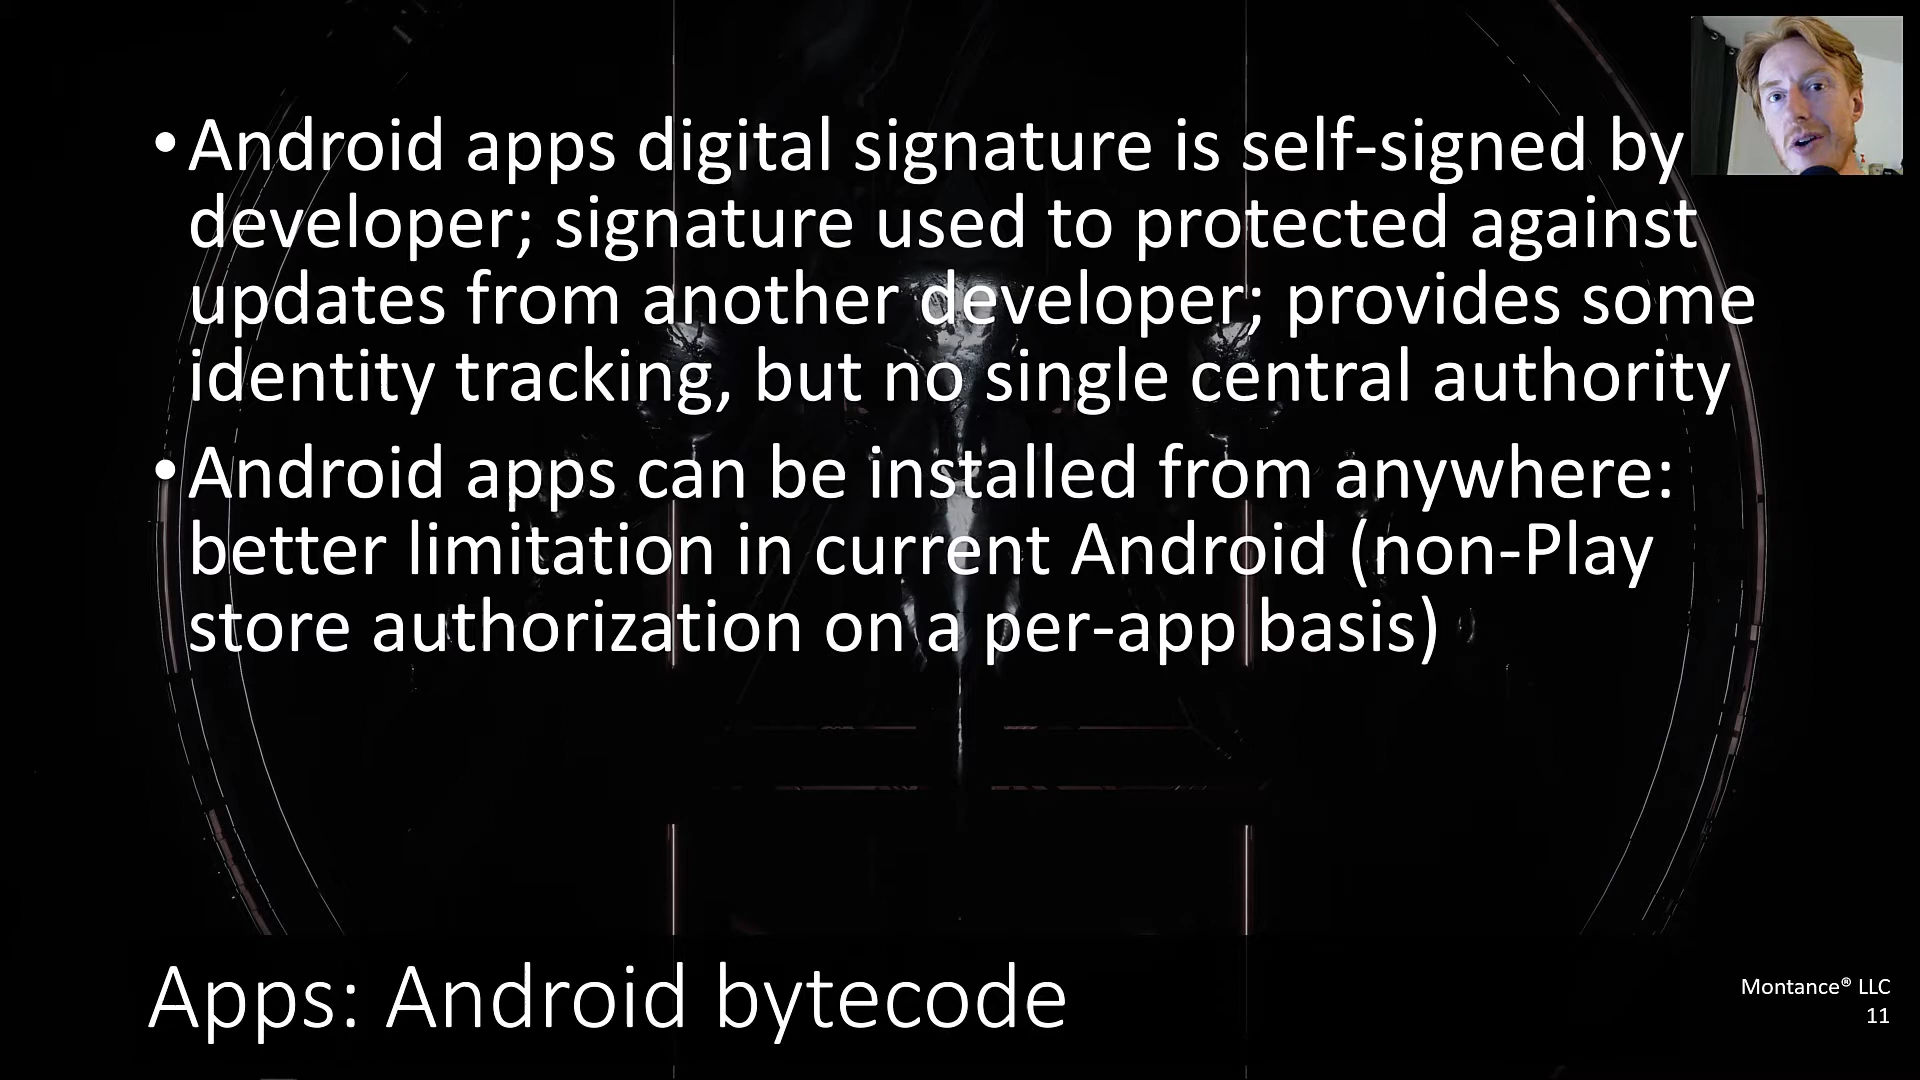 • Android apps digital signature is self-signed by
developer; signature used to protected against
updates from another developer; provides some
identity tracking, but no single central authority
• Android apps can be installed from anywhere:
better limitation in current Android (non-Play
store authorization on a per-app basis)
Apps: Android bytecode
Montance® LLC
11